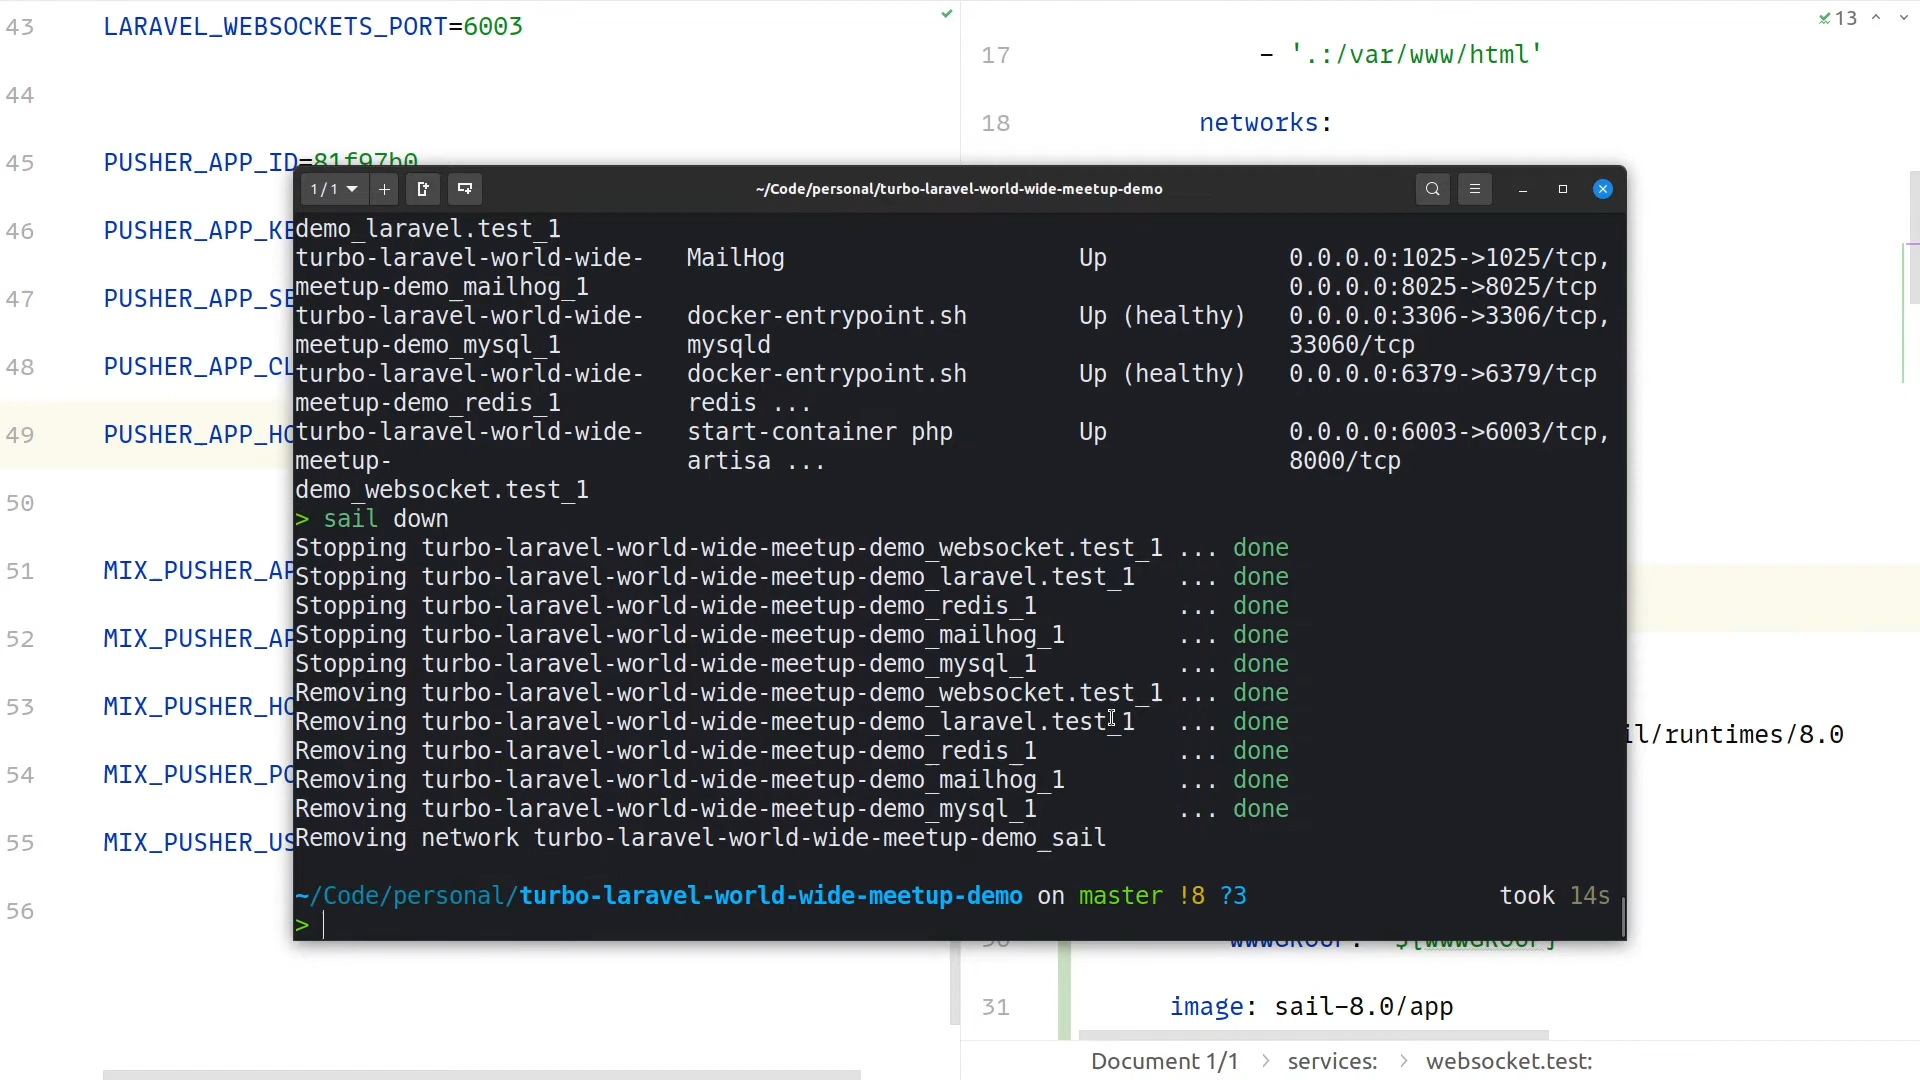 43 LARAVEL_WEBSOCKETS_PORT=6003
44
45 PUSHER_APP_ID=81f97b0
46 PUSHER_APP_KE
47 PUSHER_APP_SE
48 PUSHER_APP_CL
49 PUSHER_APP_HO
50
51 MIX_PUSHER_AP
52 MIX_PUSHER_AP
53 MIX_PUSHER_HO
54 MIX_PUSHER_PO
55 MIX_PUSHER_US
56
13
17 - '.:/var/www/html'
18 networks:
1/1
~/Code/personal/turbo-laravel-world-wide-meetup-demo
demo_laravel.test_1
turbo-laravel-world-wide- MailHog Up 0.0.0.0:1025->1025/tcp,
meetup-demo_mailhog_1 0.0.0.0:8025->8025/tcp
turbo-laravel-world-wide- docker-entrypoint.sh Up (healthy) 0.0.0.0:3306->3306/tcp,
meetup-demo_mysql_1 mysqld 33060/tcp
turbo-laravel-world-wide- docker-entrypoint.sh Up (healthy) 0.0.0.0:6379->6379/tcp
meetup-demo_redis_1 redis ...
turbo-laravel-world-wide- start-container php Up 0.0.0.0:6003->6003/tcp,
meetup- artisa ... 8000/tcp
demo_websocket.test_1
> sail down
Stopping turbo-laravel-world-wide-meetup-demo_websocket.test_1 ... done
Stopping turbo-laravel-world-wide-meetup-demo_laravel.test_1 ... done
Stopping turbo-laravel-world-wide-meetup-demo_redis_1 ... done
Stopping turbo-laravel-world-wide-meetup-demo_mailhog_1 ... done
Stopping turbo-laravel-world-wide-meetup-demo_mysql_1 ... done
Removing turbo-laravel-world-wide-meetup-demo_websocket.test_1 ... done
Removing turbo-laravel-world-wide-meetup-demo_laravel.test_1 ... done
Removing turbo-laravel-world-wide-meetup-demo_redis_1 ... done
Removing turbo-laravel-world-wide-meetup-demo_mailhog_1 ... done
Removing turbo-laravel-world-wide-meetup-demo_mysql_1 ... done
Removing network turbo-laravel-world-wide-meetup-demo_sail
~/Code/personal/turbo-laravel-world-wide-meetup-demo on master !8 ?3 took 14s
>
il/runtimes/8.0
31 image: sail-8.0/app
Document 1/1 > services: > websocket.test: